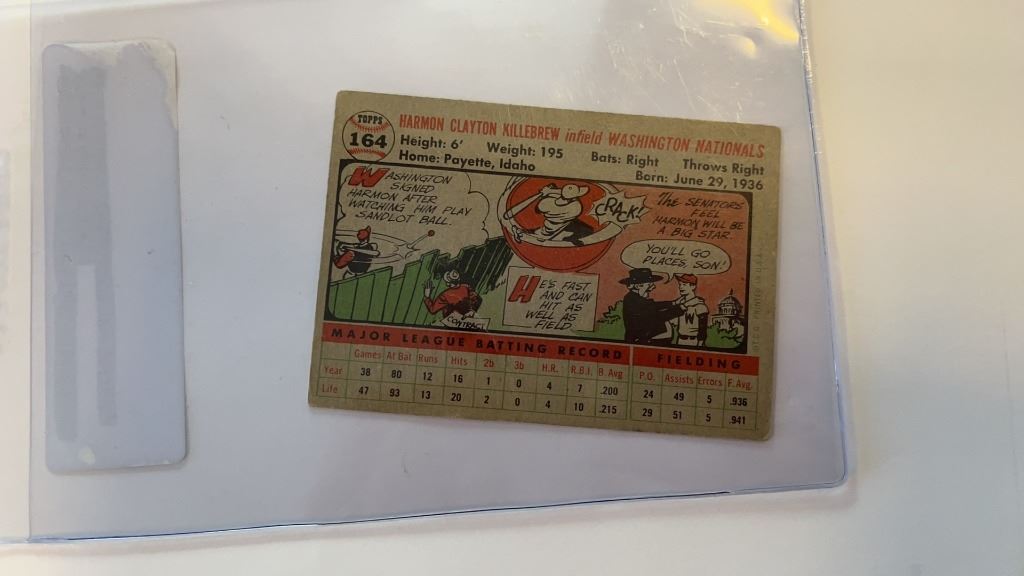 TOPPS
164
HARMON CLAYTON KILLEBREW infield WASHINGTON NATIONALS
Height: 6' Weight: 195 Bats: Right Throws Right
Home: Payette, Idaho Born: June 29, 1936
WASHINGTON
SIGNED
HARMON AFTER
WATCHING HIM PLAY
SANDLOT BALL.
CONTRACT
CRACK!
HE'S FAST
AND CAN
HIT AS
WELL AS
FIELD.
THE SENATORS
FEEL
HARMON WILL BE
A BIG STAR.
YOU'LL GO
PLACES, SON!
MAJOR LEAGUE BATTING RECORD FIELDING
Games At Bat Runs Hits 2b 3b H.R. R.B.I. B. Avg P.O. Assists Errors F. Avg.
Year 38 80 12 16 1 0 4 7 .200 24 49 5 .936
Life 47 93 13 20 2 0 4 10 .215 29 51 5 .941